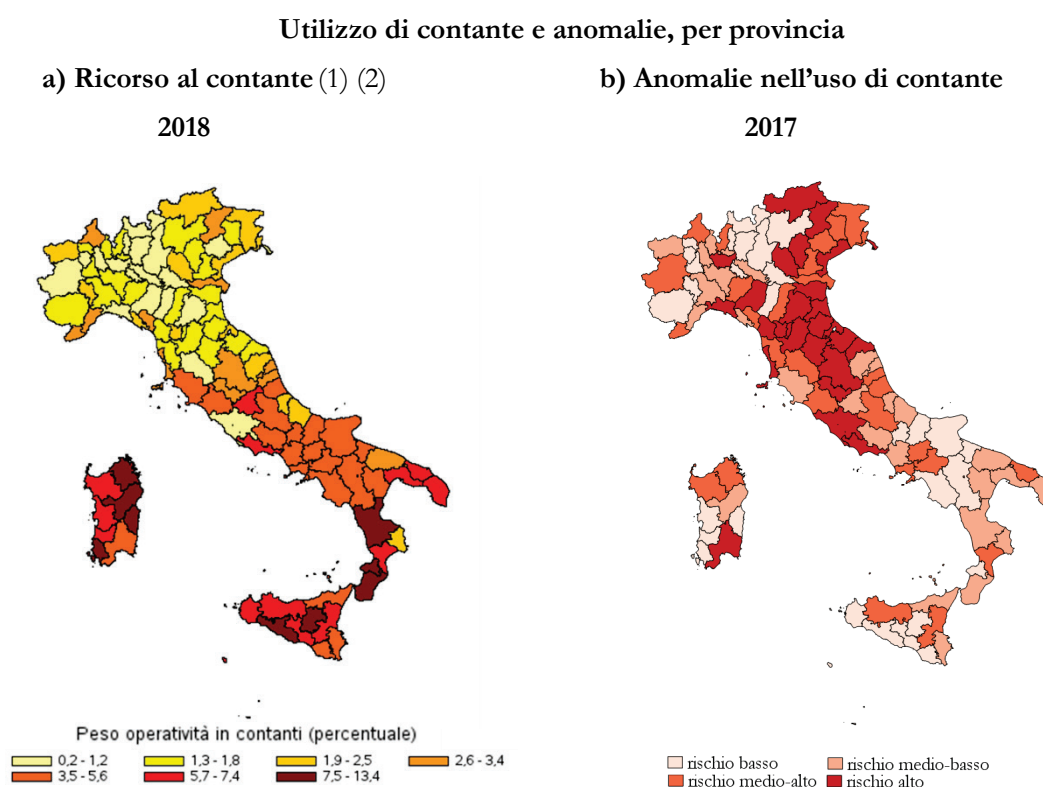 Utilizzo di contante e anomalie, per provincia
a) Ricorso al contante (1) (2)
2018
b) Anomalie nell'uso di contante
2017
Peso operatività in contanti (percentuale)
0,2 - 1,2 1,3 - 1,8 1,9 - 2,5 2,6 - 3,4
3,5 - 5,6 5,7 - 7,4 7,5 - 13,4
rischio basso rischio medio-basso
rischio medio-alto rischio alto